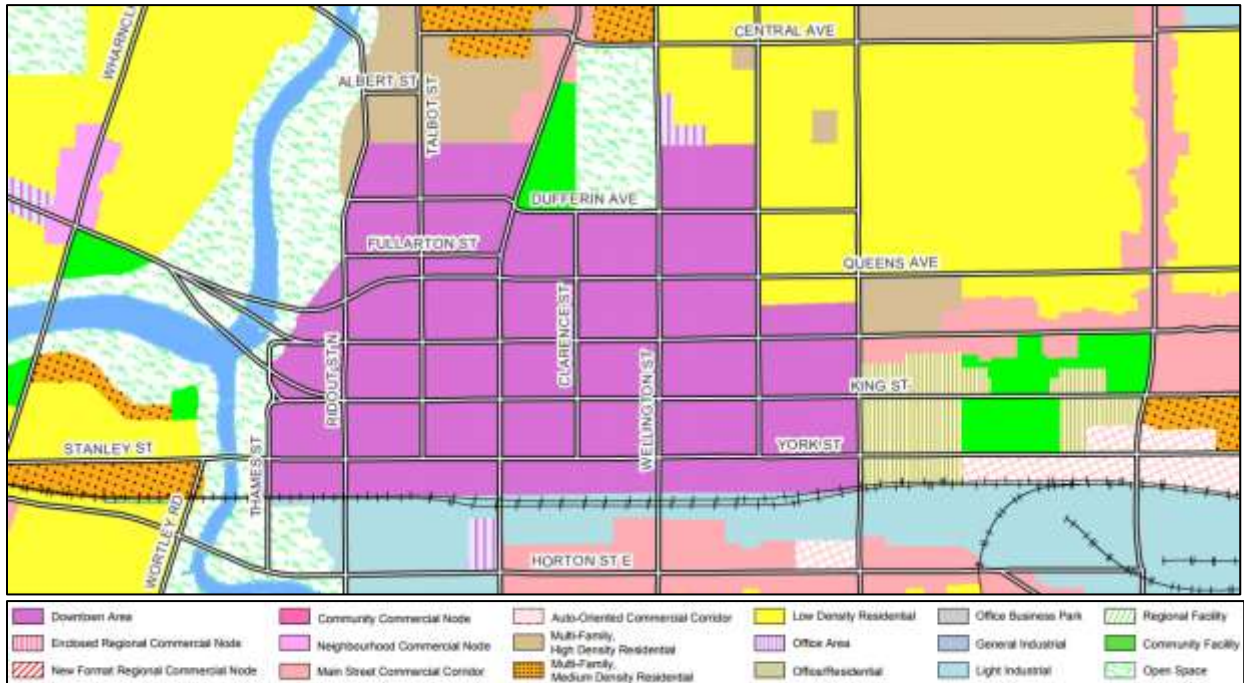 WHARNCL
CENTRAL AVE
ALBERT ST
TALBOT ST
DUFFERIN AVE
FULLARTON ST
QUEENS AVE
CLARENCE ST.
RIDOUT ST N
WELLINGTON ST.
KING ST.
STANLEY ST
YORK ST
THAMES ST
WORTLEY RD
HORTON ST. E
Downtown Area
Enclosed Regional Commercial Node
New Format Regional Commercial Node
Community Commercial Node
Neighbourhood Commercial Node
Main Street Commercial Corridor
Auto-Oriented Commercial Corridor
Multi-Family,
High Density Residential
Multi-Family,
Medium Density Residential
Low Density Residential
Office Area
Office/Residential
Office Business Park
General Industrial
Light Industrial
Regional Facility
Community Facility
Open Space